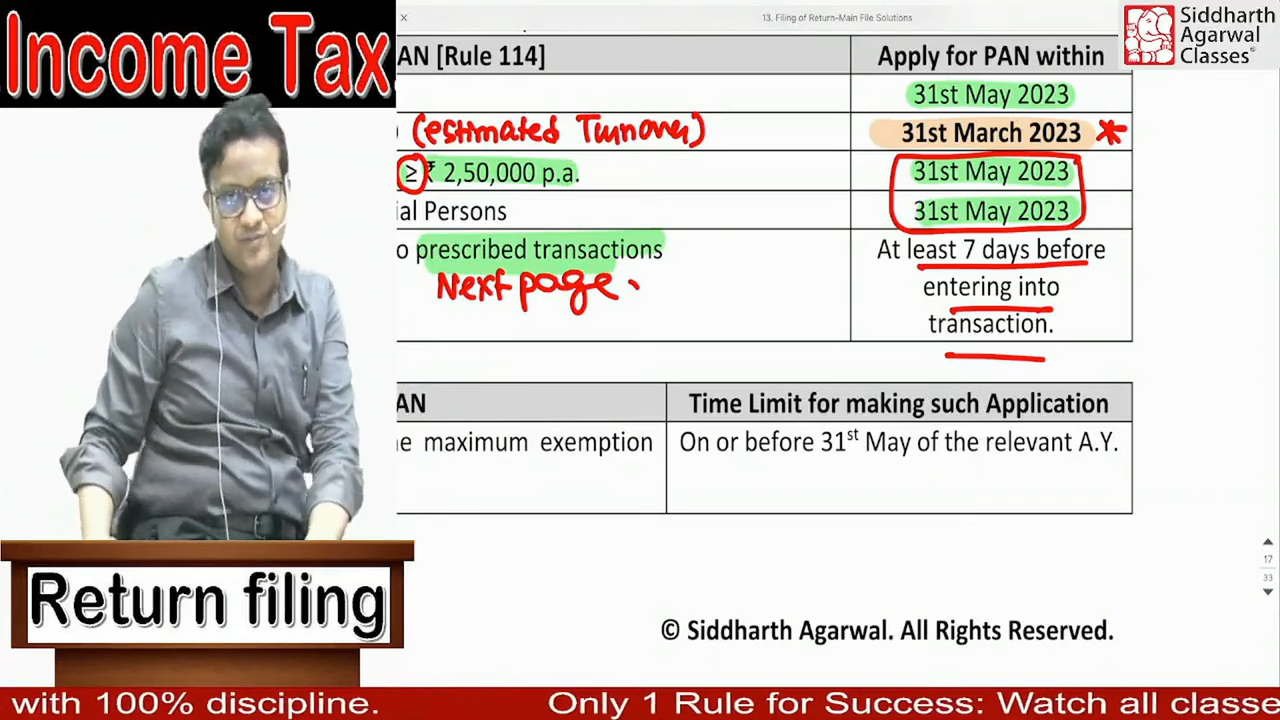 Income Tax
13. Filing of Return-Main File Solutions
Siddharth
Agarwal
Classes®
AN [Rule 114]
Apply for PAN within
31st May 2023
(estimated Turnover)
31st March 2023 *
≥ ₹ 2,50,000 p.a.
31st May 2023
ial Persons
31st May 2023
o prescribed transactions
At least 7 days before
entering into
transaction.
Next page
AN
Time Limit for making such Application
e maximum exemption
On or before 31st May of the relevant A.Y.
17
33
Return filing
© Siddharth Agarwal. All Rights Reserved.
with 100% discipline.
Only 1 Rule for Success: Watch all classe